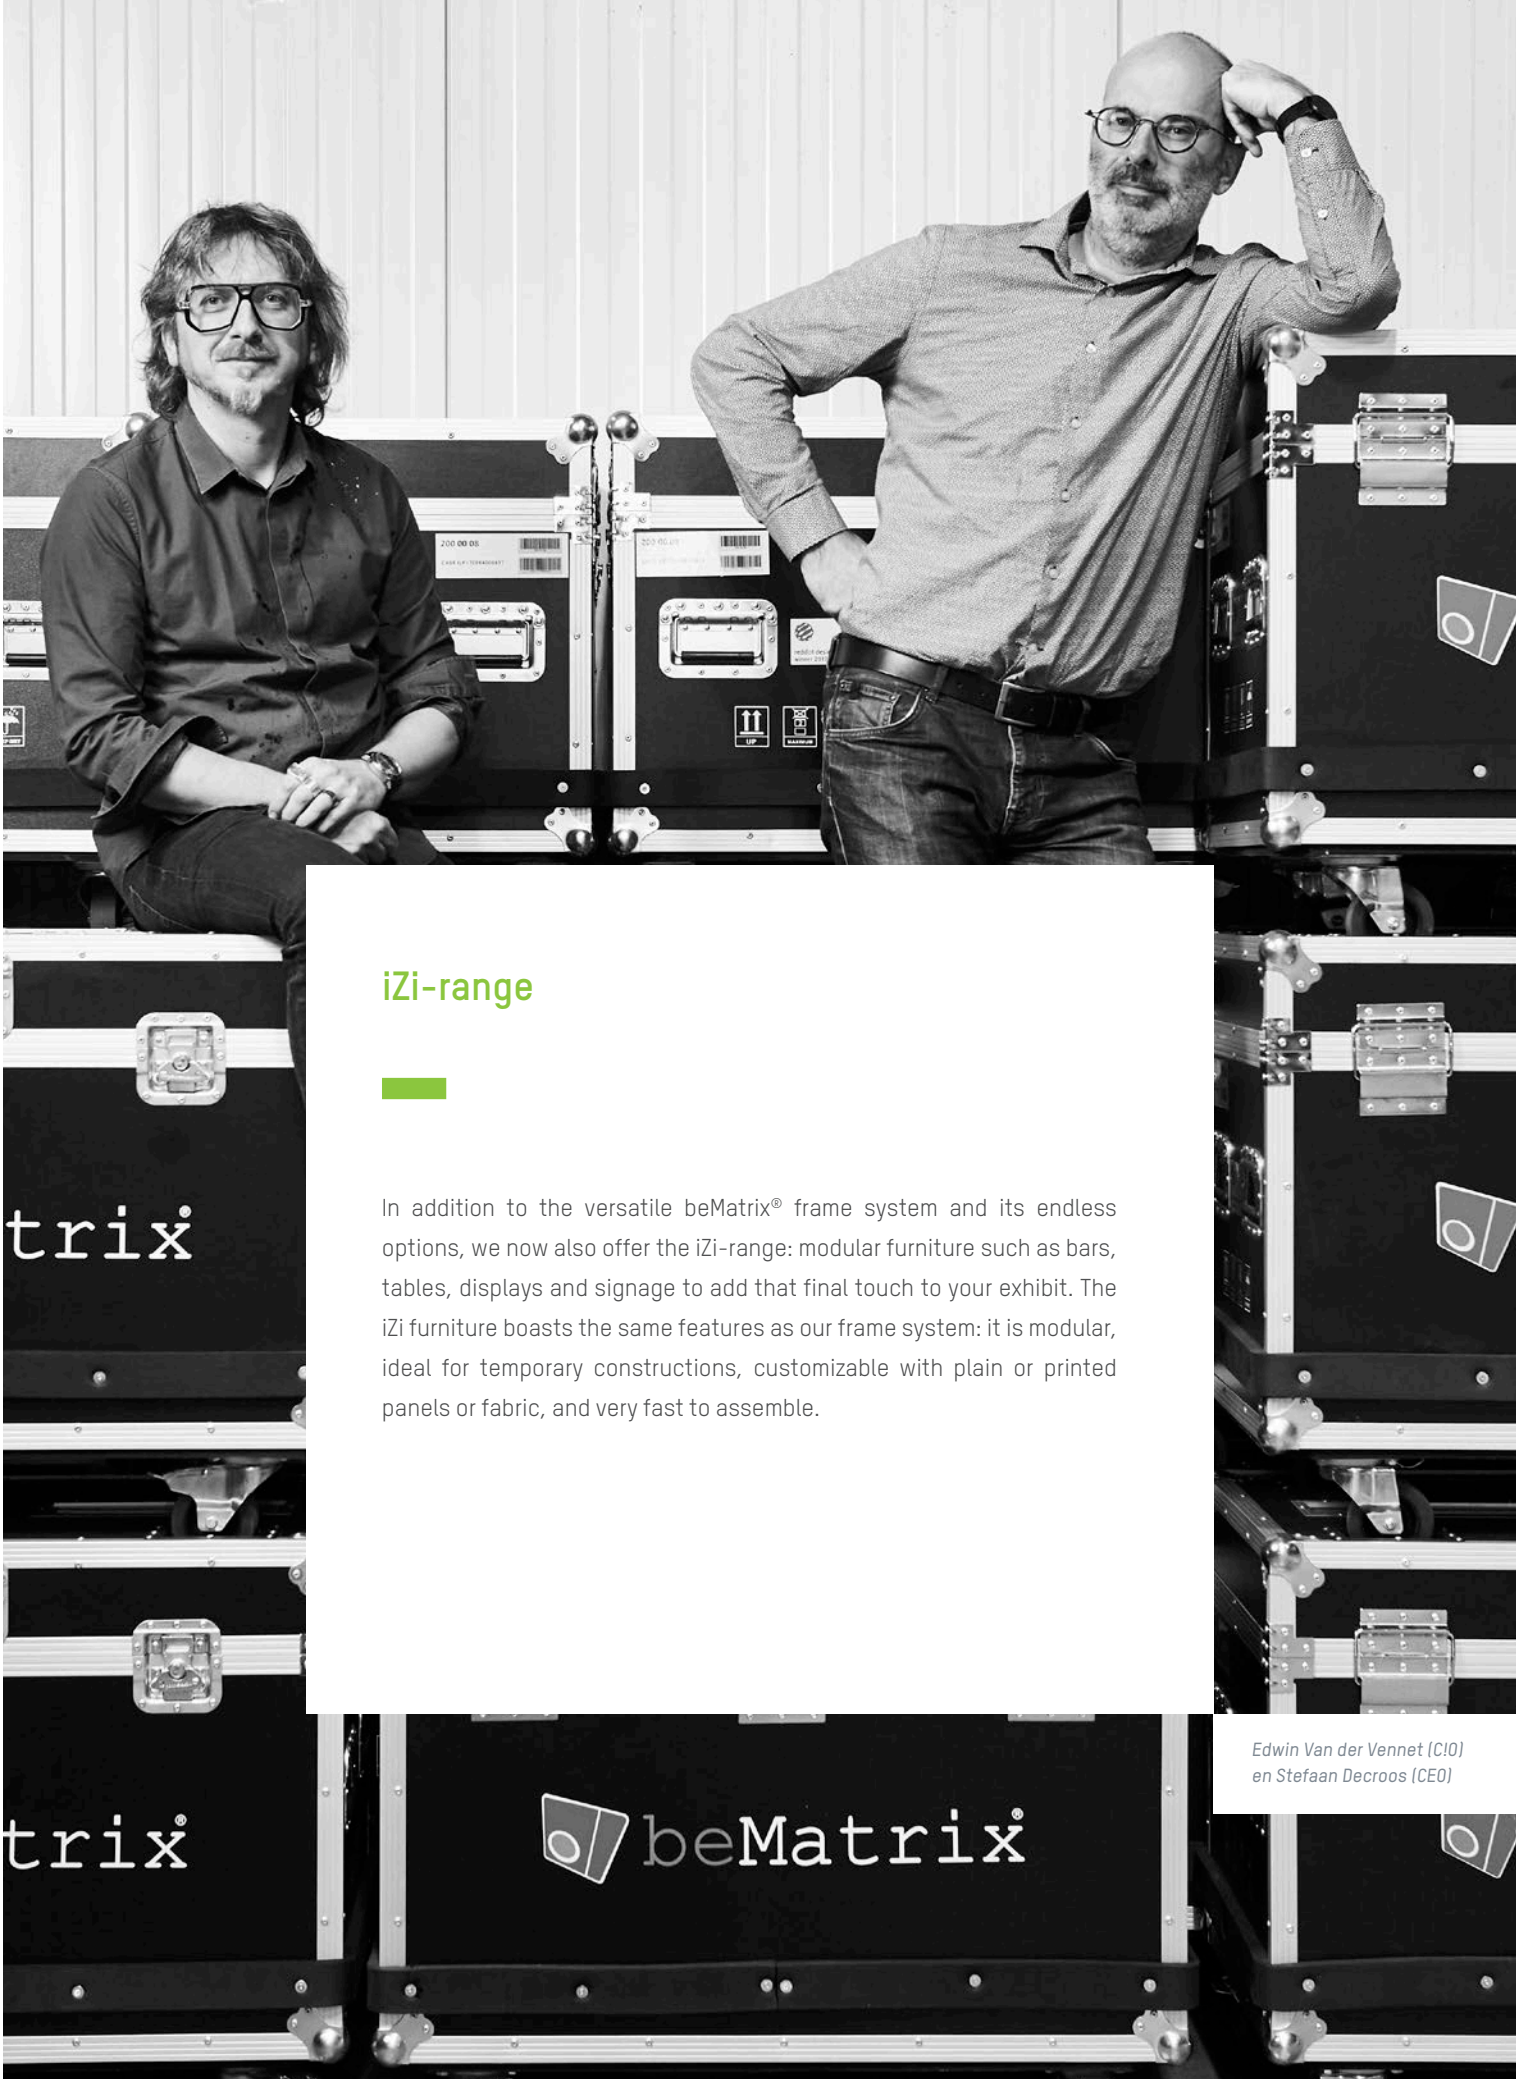 200 00 08
UP
MAXIMUM
iZi-range
In addition to the versatile beMatrix® frame system and its endless
options, we now also offer the iZi-range: modular furniture such as bars,
tables, displays and signage to add that final touch to your exhibit. The
iZi furniture boasts the same features as our frame system: it is modular,
ideal for temporary constructions, customizable with plain or printed
panels or fabric, and very fast to assemble.
trix®
Edwin Van der Vennet (C!O)
en Stefaan Decroos (CEO)
trix®
beMatrix®